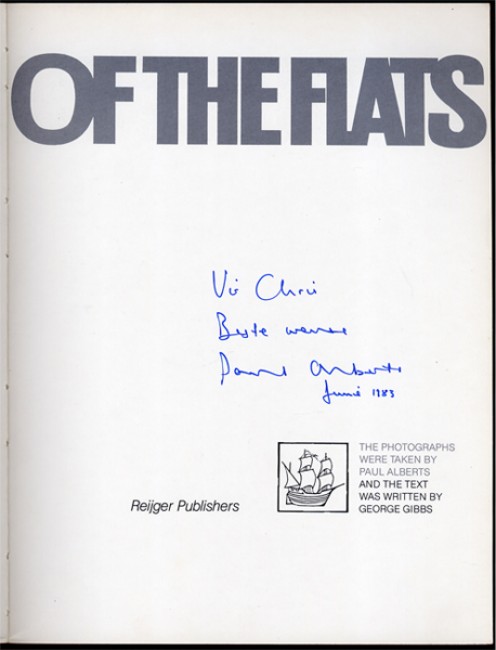 OF THE FLATS
Vir Chris
Beste wense
Paul Alberts
Junie 1983
THE PHOTOGRAPHS
WERE TAKEN BY
PAUL ALBERTS
AND THE TEXT
WAS WRITTEN BY
GEORGE GIBBS
Reijger Publishers